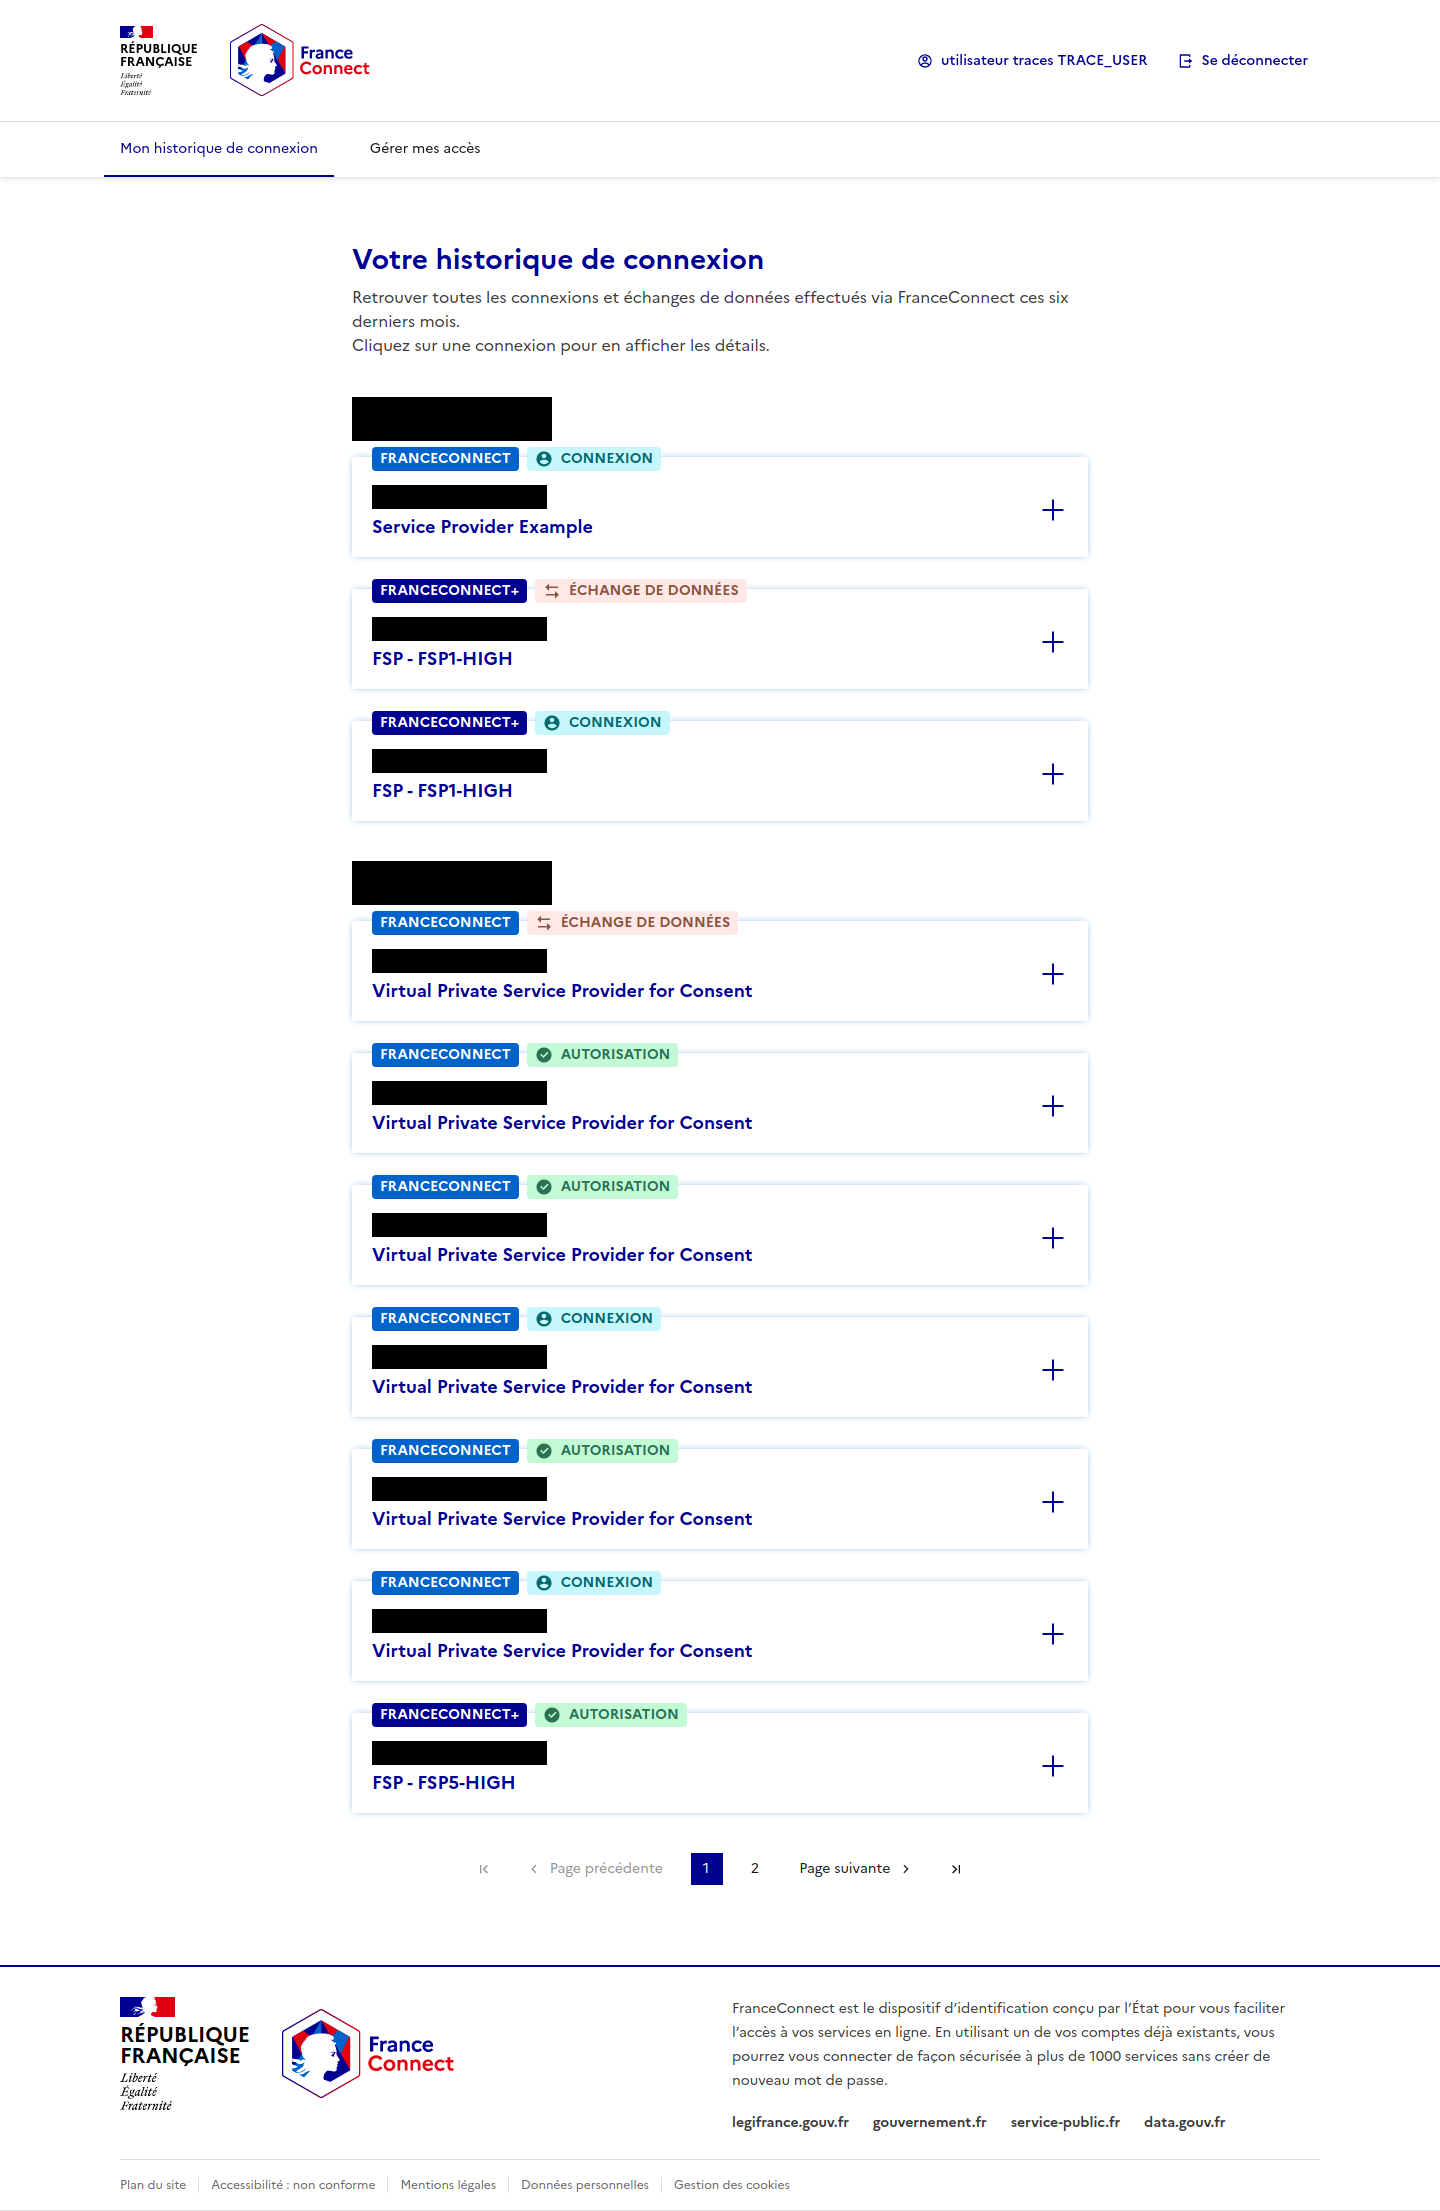 RÉPUBLIQUE
FRANÇAISE
Liberté
Égalité
Fraternité
France
Connect
utilisateur traces TRACE_USER
Se déconnecter
Mon historique de connexion
Gérer mes accès
Votre historique de connexion
Retrouver toutes les connexions et échanges de données effectués via FranceConnect ces six
derniers mois.
Cliquez sur une connexion pour en afficher les détails.
FRANCECONNECT CONNEXION
Service Provider Example
FRANCECONNECT+ ÉCHANGE DE DONNÉES
FSP - FSP1-HIGH
FRANCECONNECT+ CONNEXION
FSP - FSP1-HIGH
FRANCECONNECT ÉCHANGE DE DONNÉES
Virtual Private Service Provider for Consent
FRANCECONNECT AUTORISATION
Virtual Private Service Provider for Consent
FRANCECONNECT AUTORISATION
Virtual Private Service Provider for Consent
FRANCECONNECT CONNEXION
Virtual Private Service Provider for Consent
FRANCECONNECT AUTORISATION
Virtual Private Service Provider for Consent
FRANCECONNECT CONNEXION
Virtual Private Service Provider for Consent
FRANCECONNECT+ AUTORISATION
FSP - FSP5-HIGH
Page précédente 1 2 Page suivante
RÉPUBLIQUE
FRANÇAISE
Liberté
Égalité
Fraternité
France
Connect
FranceConnect est le dispositif d’identification conçu par l’État pour vous faciliter
l’accès à vos services en ligne. En utilisant un de vos comptes déjà existants, vous
pourrez vous connecter de façon sécurisée à plus de 1000 services sans créer de
nouveau mot de passe.
legifrance.gouv.fr gouvernement.fr service-public.fr data.gouv.fr
Plan du site Accessibilité : non conforme Mentions légales Données personnelles Gestion des cookies